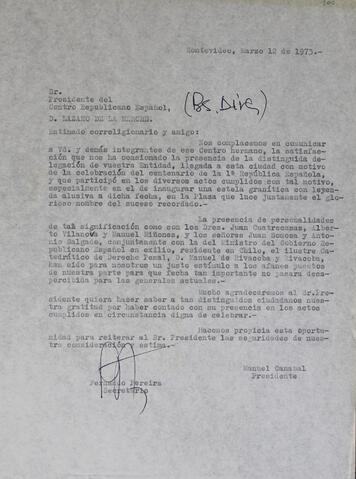 Montevideo, Marzo 12 de 1973.-
Sr.
Presidente del
Centro Republicano Español,
D. LAZARO DE LA MERCED.
(Bs. Aires)
Estimado correligionario y amigo:
Nos complacemos en comunicar
a Vd. y demás integrantes de ese Centro hermano, la satisfac-
ción que nos ha ocasionado la presencia de la distinguida de-
legación de vuestra Entidad, llegada a esta ciudad con motivo
de la celebración del centenario de la 1ª República Española,
y que participó en los diversos actos cumplidos con tal motivo,
especialmente en el de inaugurar una estela granítica con leyen-
da alusiva a dicha fecha, en la Plaza que luce justamente el glo-
rioso nombre del suceso recordado.
La presencia de personalidades
de tal significación como con los Dres. Juan Cuatrecasas, Alber-
to Vilanova y Manuel Miñones, y los señores Juan y Anto-
nio Salgado, conjuntamente con la del Ministro del Gobierno Re-
publicano Español en exilio, residente en Chile, el ilustre Ca-
tedrático de Derecho Penal, D. Manuel de Rivacoba y Rivacoba,
han sido para nosotros un justo estímulo a los afanes puestos
de nuestra parte para que fecha tan importante no pasara desa-
percibida para las generales actuales.
Mucho agradeceremos al Sr. Pre-
sidente quiera hacer saber a tan distinguidos ciudadanos nues-
tra gratitud por haber contado con su presencia en los actos
cumplidos en circunstancia digna de celebrar.
Hacemos propicia esta oportu-
nidad para reiterar al Sr. Presidente las seguridades de nues-
tra consideración y estima.-
Manuel Canabal
Presidente
Fernando Pereira
Secretario